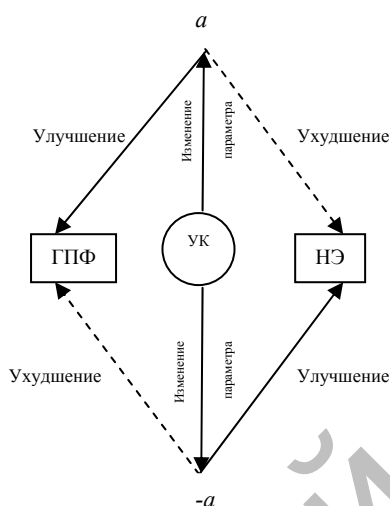 a
Улучшение
Изменение
параметра
Ухудшение
ГПФ
УК
НЭ
Ухудшение
Изменение
параметра
Улучшение
-a